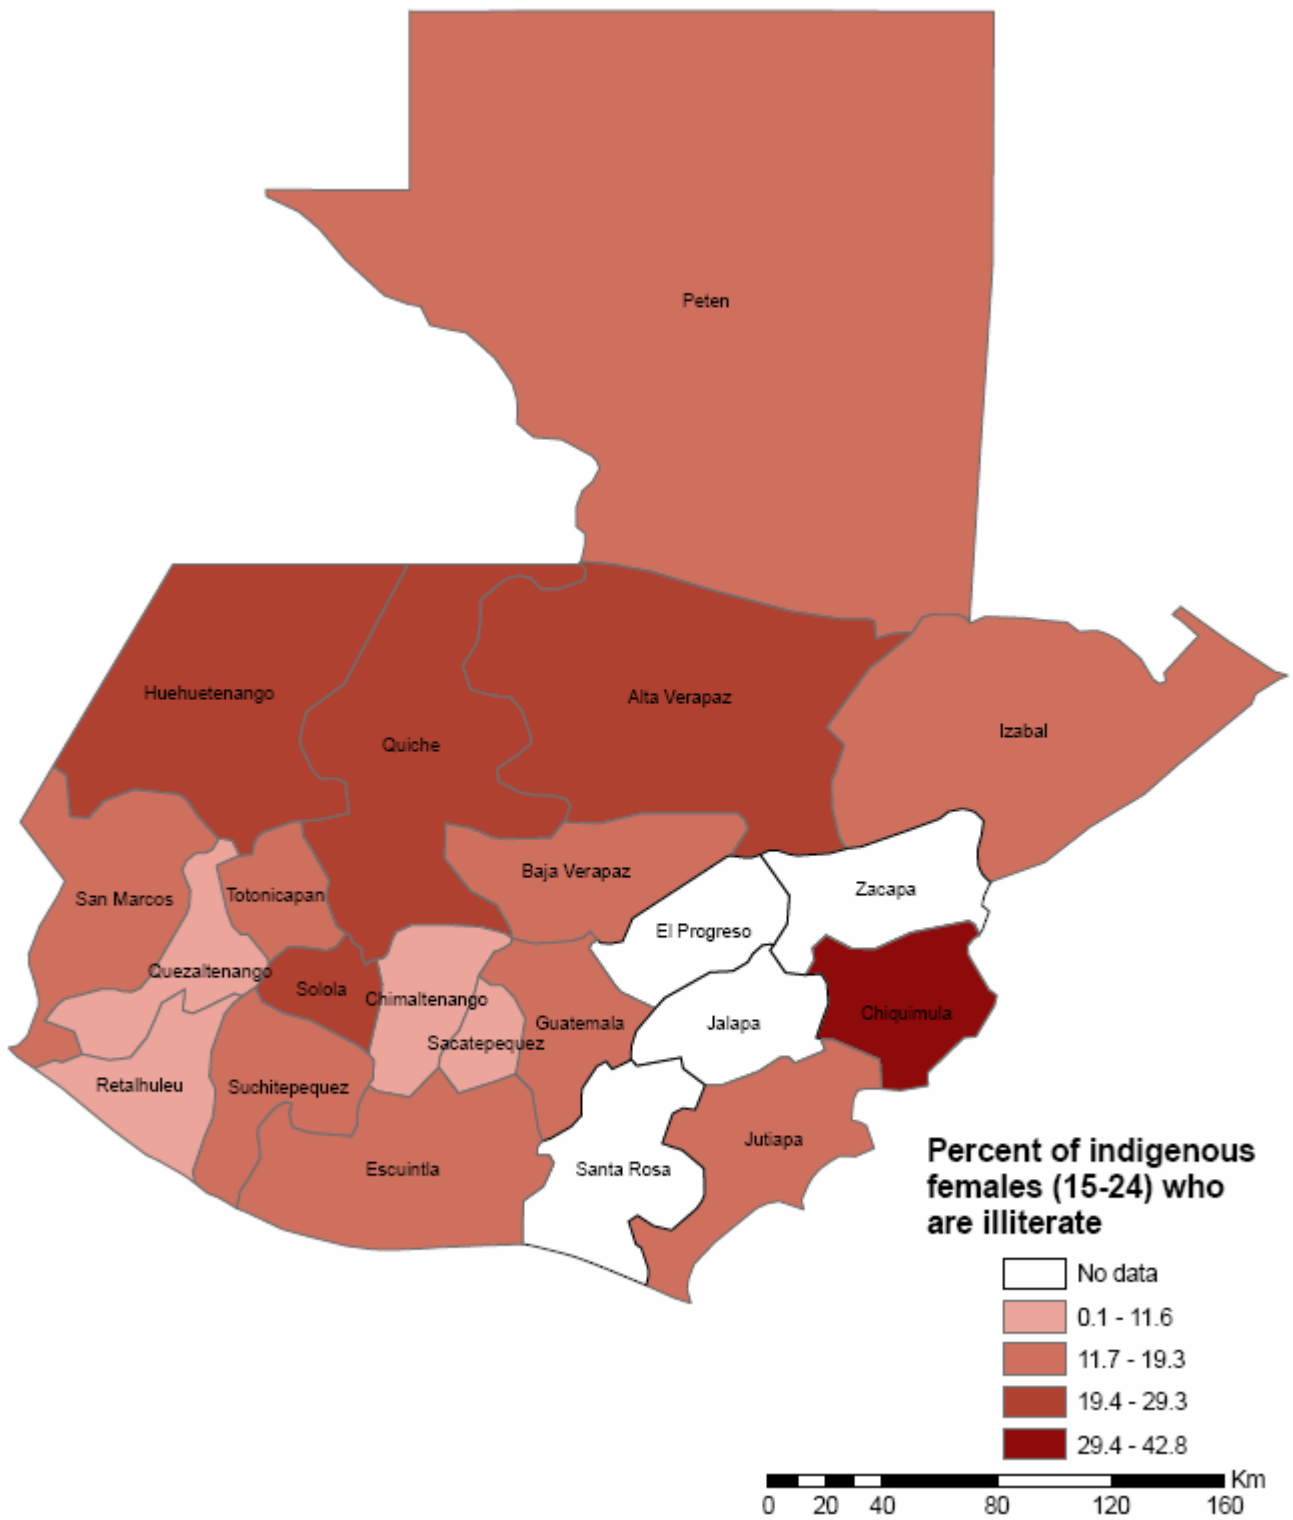 Peten
Huehuetenango
Alta Verapaz
Izabal
Quiche
Baja Verapaz
Zacapa
San Marcos
Totonicapan
El Progreso
Quezaltenango
Solola
Chimaltenango
Chiquimula
Guatemala
Jalapa
Sacatepequez
Retalhuleu
Suchitepequez
Jutiapa
Escuintla
Santa Rosa
Percent of indigenous
females (15-24) who
are illiterate
No data
0.1 - 11.6
11.7 - 19.3
19.4 - 29.3
29.4 - 42.8
Km
0 20 40 80 120 160